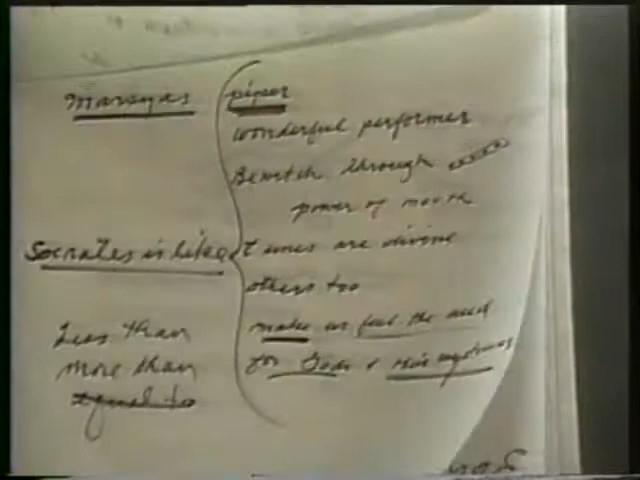 Marsyas
piper
wonderful performer
Bewitch through
power of mouth
Socrates is like
tunes are divine
others too
makes us feel the need
for Gods & their mysteries
Less than
more than
equal to